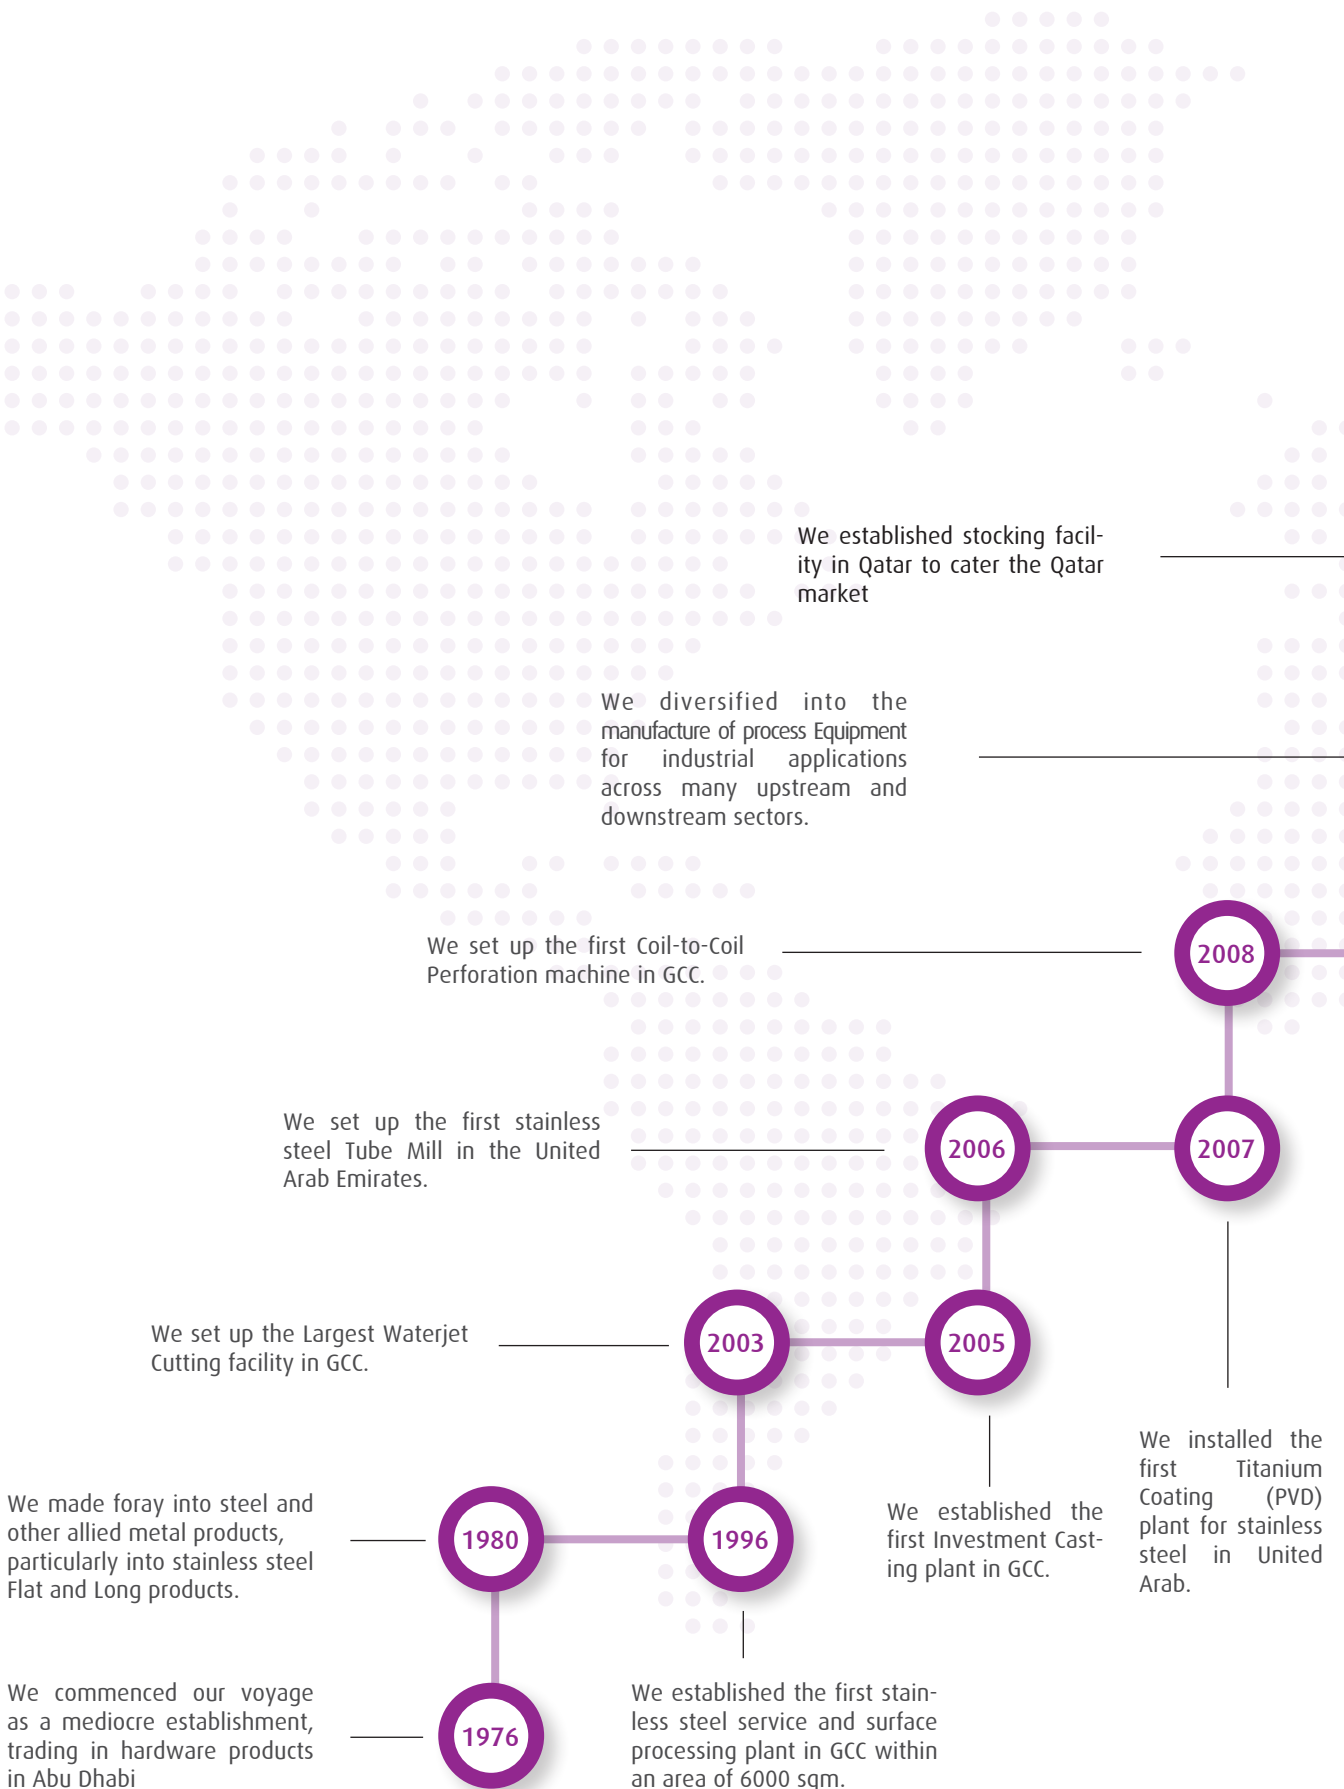 We established stocking facil-
ity in Qatar to cater the Qatar
market
We diversified into the
manufacture of process Equipment
for industrial applications
across many upstream and
downstream sectors.
We set up the first Coil-to-Coil
Perforation machine in GCC.
2008
We set up the first stainless
steel Tube Mill in the United
Arab Emirates.
2006
2007
We set up the Largest Waterjet
Cutting facility in GCC.
2003
2005
We installed the
first Titanium
Coating (PVD)
plant for stainless
steel in United
Arab.
We established the
first Investment Cast-
ing plant in GCC.
We made foray into steel and
other allied metal products,
particularly into stainless steel
Flat and Long products.
1980
1996
We commenced our voyage
as a mediocre establishment,
trading in hardware products
in Abu Dhabi
1976
We established the first stain-
less steel service and surface
processing plant in GCC within
an area of 6000 sqm.